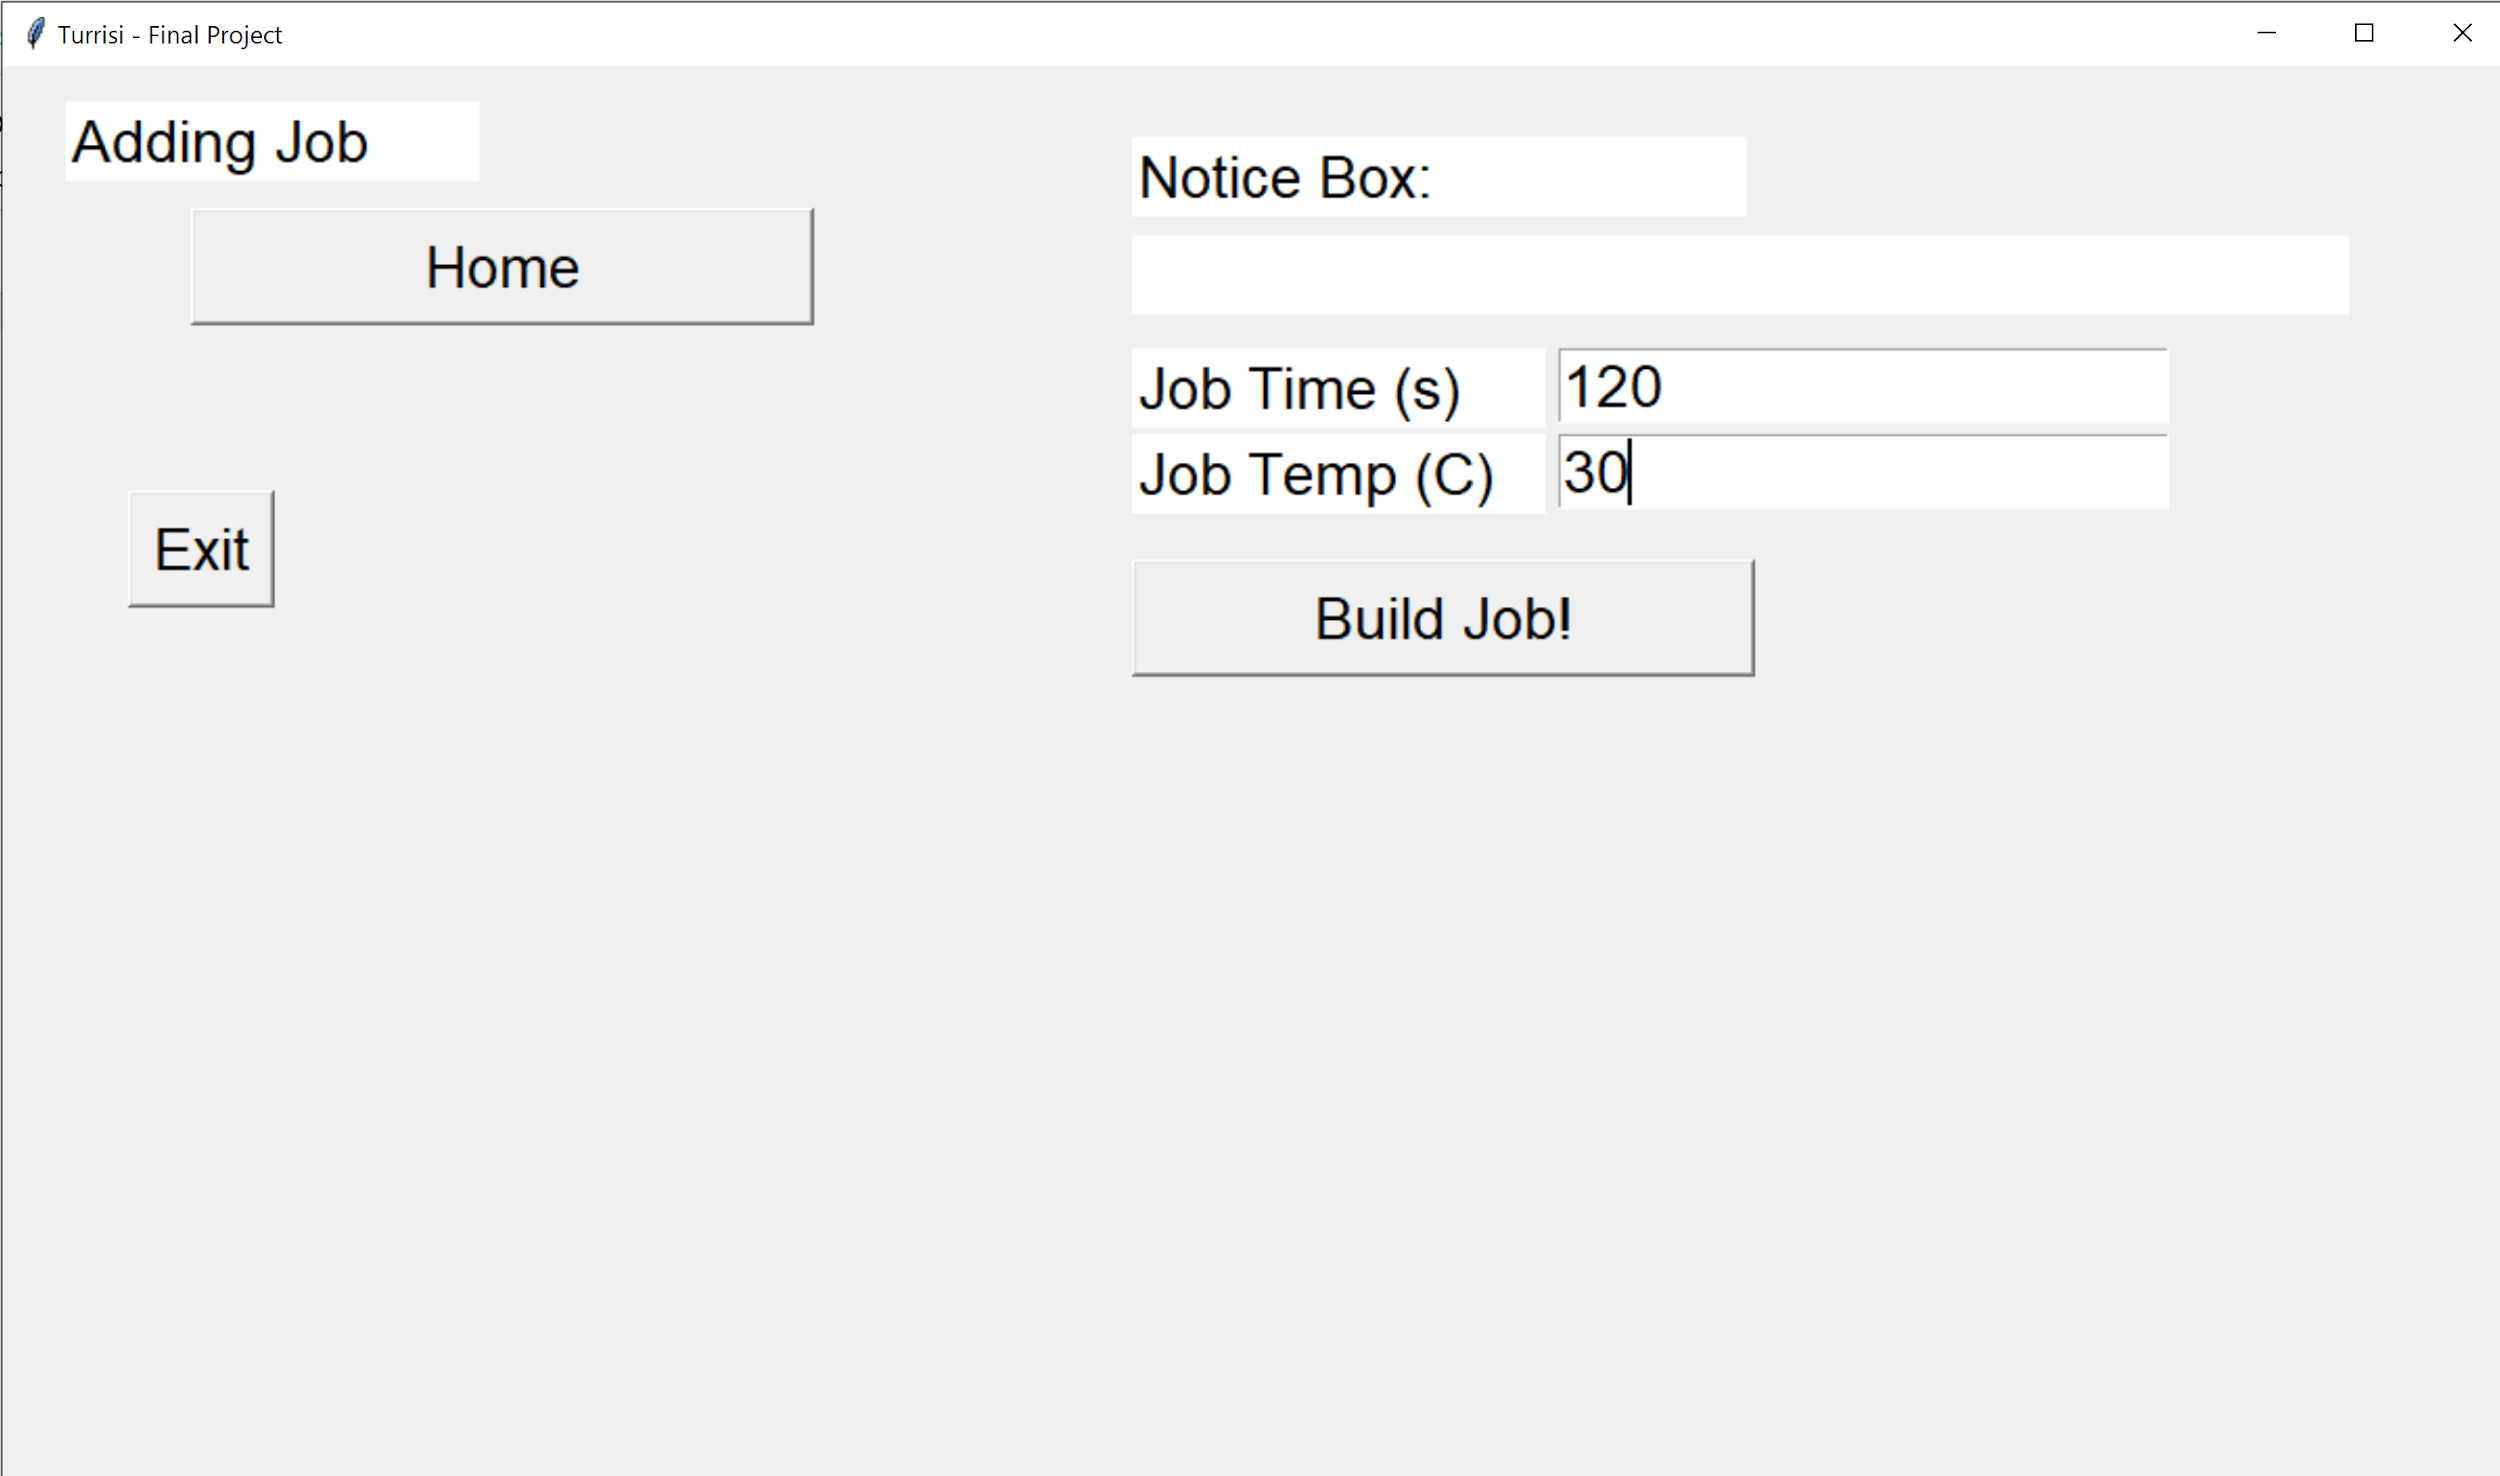 Turrisi - Final Project
Adding Job
Home
Exit
Notice Box:
Job Time (s) 120
Job Temp (C) 30
Build Job!